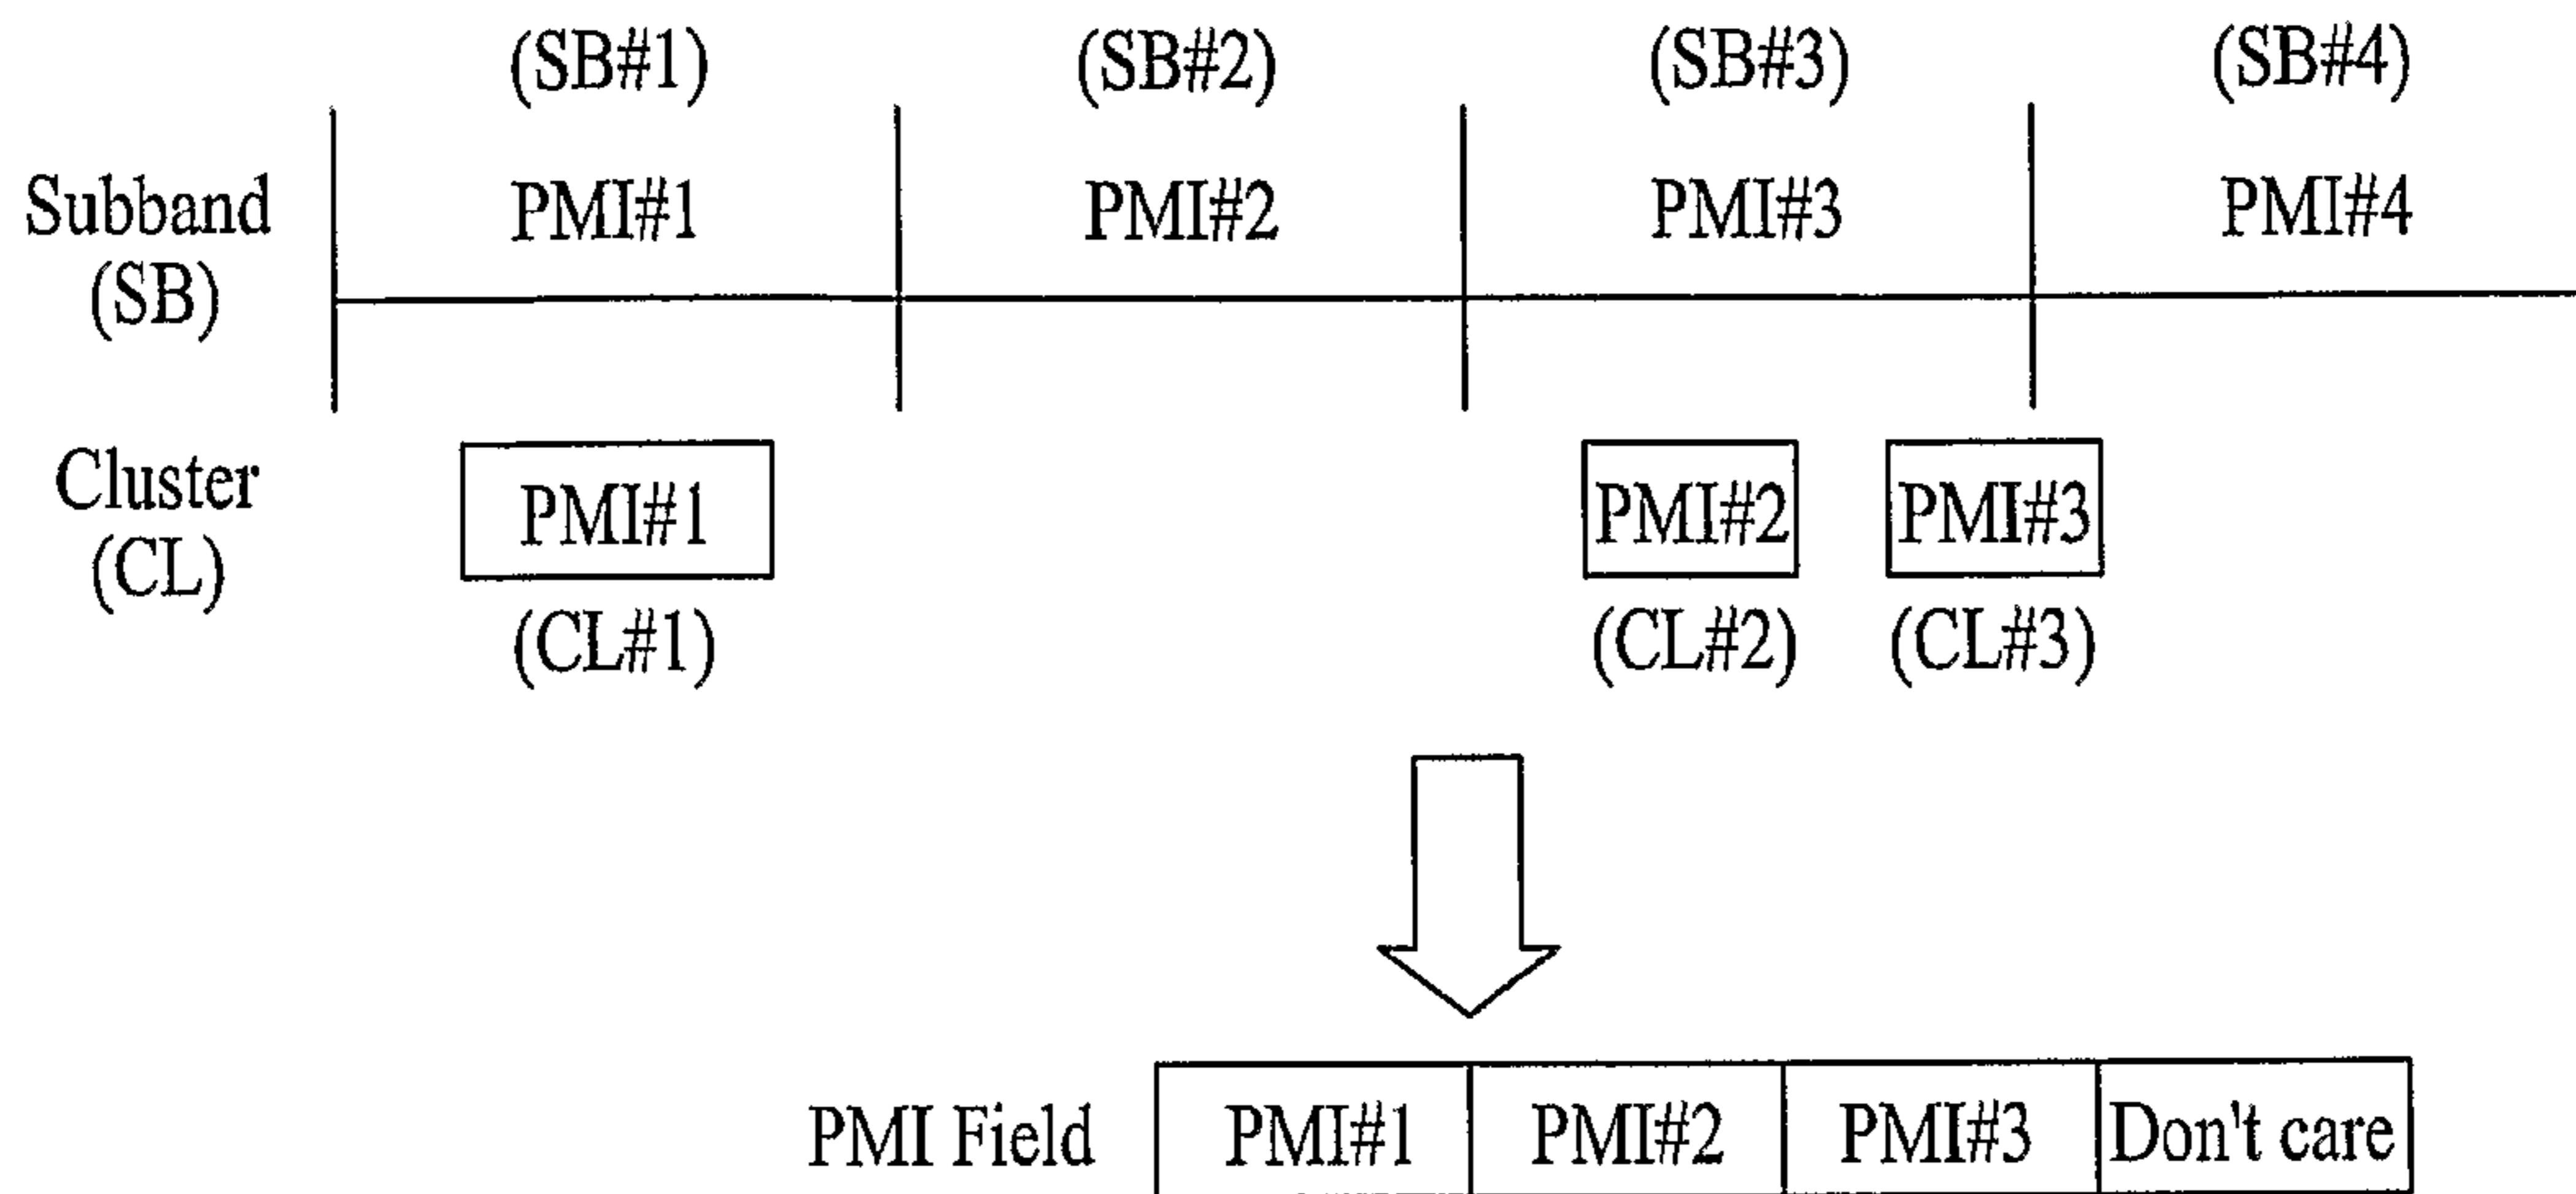 (SB#1) (SB#2) (SB#3) (SB#4)
Subband
(SB)
PMI#1 PMI#2 PMI#3 PMI#4
Cluster
(CL)
PMI#1 PMI#2 PMI#3
(CL#1) (CL#2) (CL#3)
PMI Field PMI#1 PMI#2 PMI#3 Don't care